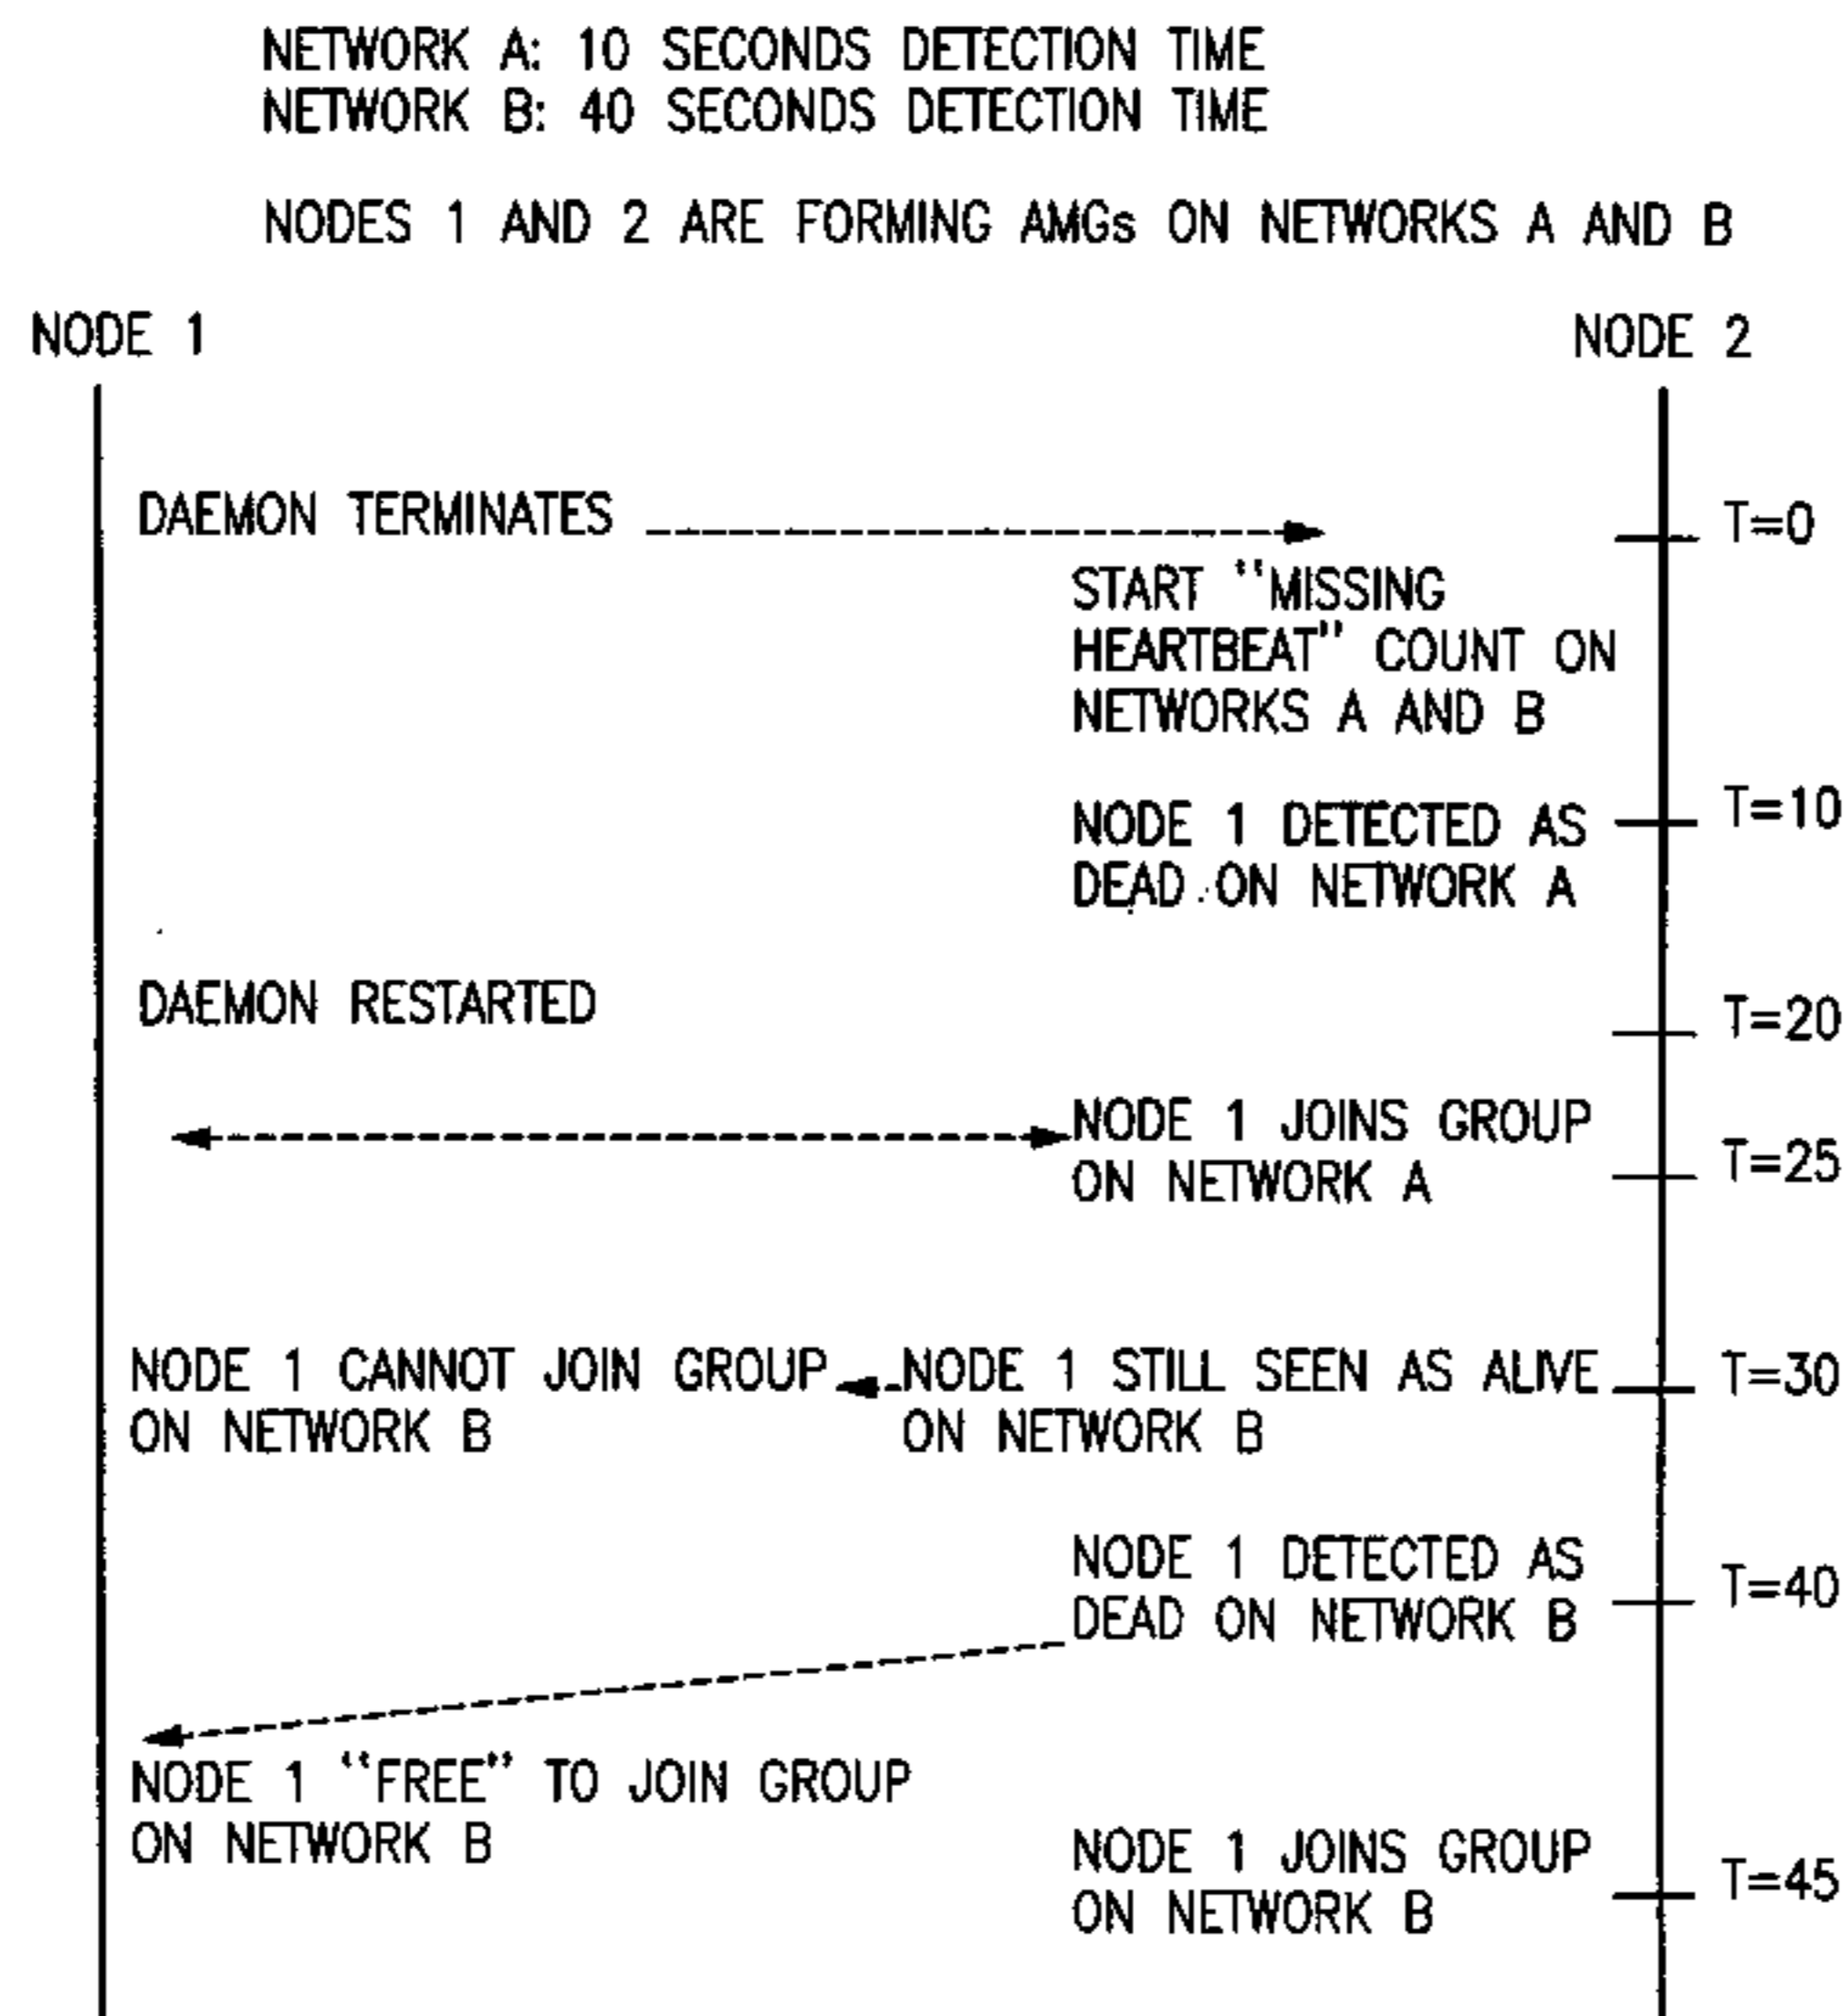 NETWORK A: 10 SECONDS DETECTION TIME
NETWORK B: 40 SECONDS DETECTION TIME
NODES 1 AND 2 ARE FORMING AMGs ON NETWORKS A AND B
NODE 1
NODE 2
DAEMON TERMINATES
T=0
START "MISSING
HEARTBEAT" COUNT ON
NETWORKS A AND B
T=10
NODE 1 DETECTED AS
DEAD ON NETWORK A
DAEMON RESTARTED
T=20
NODE 1 JOINS GROUP
ON NETWORK A
T=25
NODE 1 CANNOT JOIN GROUP
ON NETWORK B
NODE 1 STILL SEEN AS ALIVE
ON NETWORK B
T=30
NODE 1 DETECTED AS
DEAD ON NETWORK B
T=40
NODE 1 "FREE" TO JOIN GROUP
ON NETWORK B
NODE 1 JOINS GROUP
ON NETWORK B
T=45